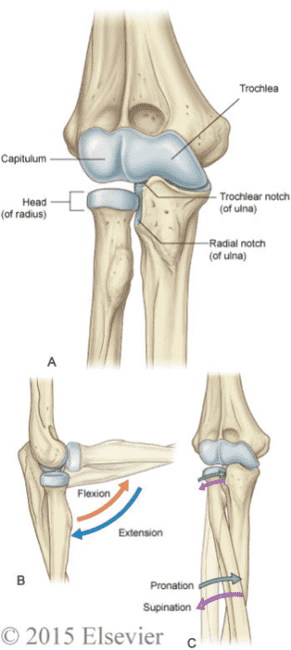 Trochlea
Capitulum
Head
(of radius)
Trochlear notch
(of ulna)
Radial notch
(of ulna)
A
Flexion
Extension
B
Pronation
Supination
C
© 2015 Elsevier